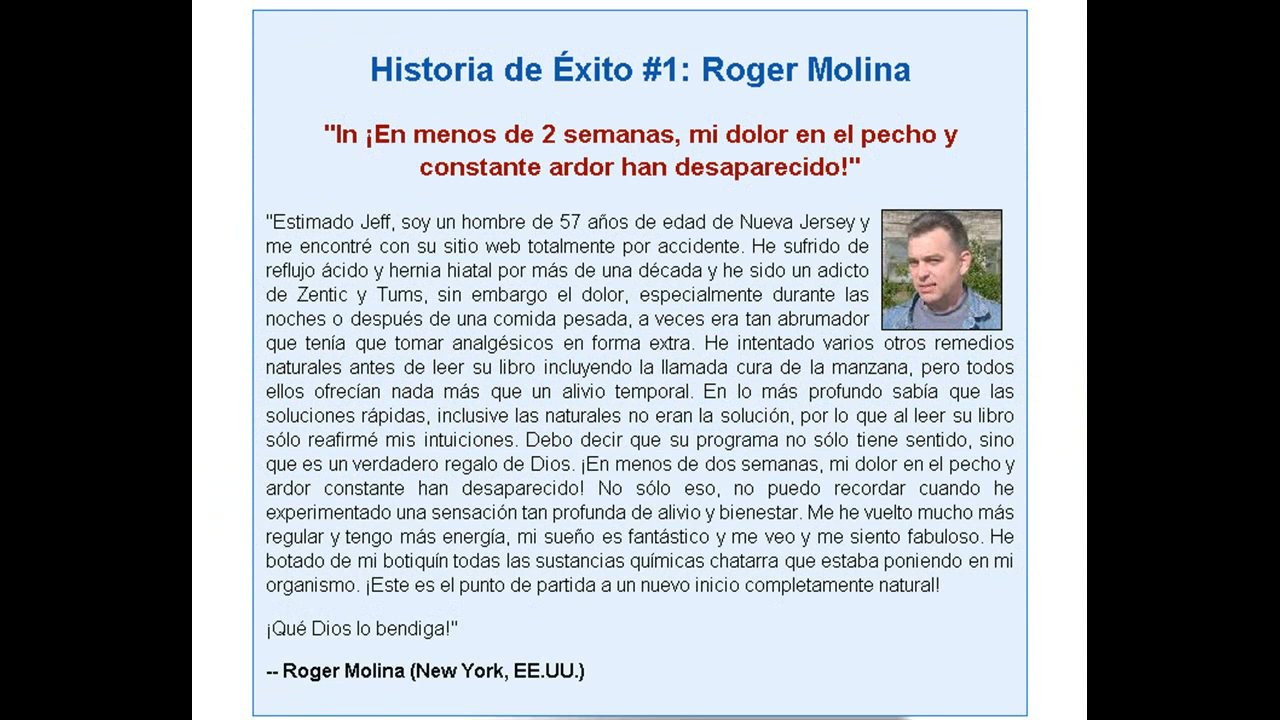 Historia de Éxito #1: Roger Molina
"In ¡En menos de 2 semanas, mi dolor en el pecho y
constante ardor han desaparecido!"
"Estimado Jeff, soy un hombre de 57 años de edad de Nueva Jersey y
me encontré con su sitio web totalmente por accidente. He sufrido de
reflujo ácido y hernia hiatal por más de una década y he sido un adicto
de Zentic y Tums, sin embargo el dolor, especialmente durante las
noches o después de una comida pesada, a veces era tan abrumador
que tenía que tomar analgésicos en forma extra. He intentado varios otros remedios
naturales antes de leer su libro incluyendo la llamada cura de la manzana, pero todos
ellos ofrecían nada más que un alivio temporal. En lo más profundo sabía que las
soluciones rápidas, inclusive las naturales no eran la solución, por lo que al leer su libro
sólo reafirmé mis intuiciones. Debo decir que su programa no sólo tiene sentido, sino
que es un verdadero regalo de Dios. ¡En menos de dos semanas, mi dolor en el pecho y
ardor constante han desaparecido! No sólo eso, no puedo recordar cuando he
experimentado una sensación tan profunda de alivio y bienestar. Me he vuelto mucho más
regular y tengo más energía, mi sueño es fantástico y me veo y me siento fabuloso. He
botado de mi botiquín todas las sustancias químicas chatarra que estaba poniendo en mi
organismo. ¡Este es el punto de partida a un nuevo inicio completamente natural!
¡Qué Dios lo bendiga!"
-- Roger Molina (New York, EE.UU.)